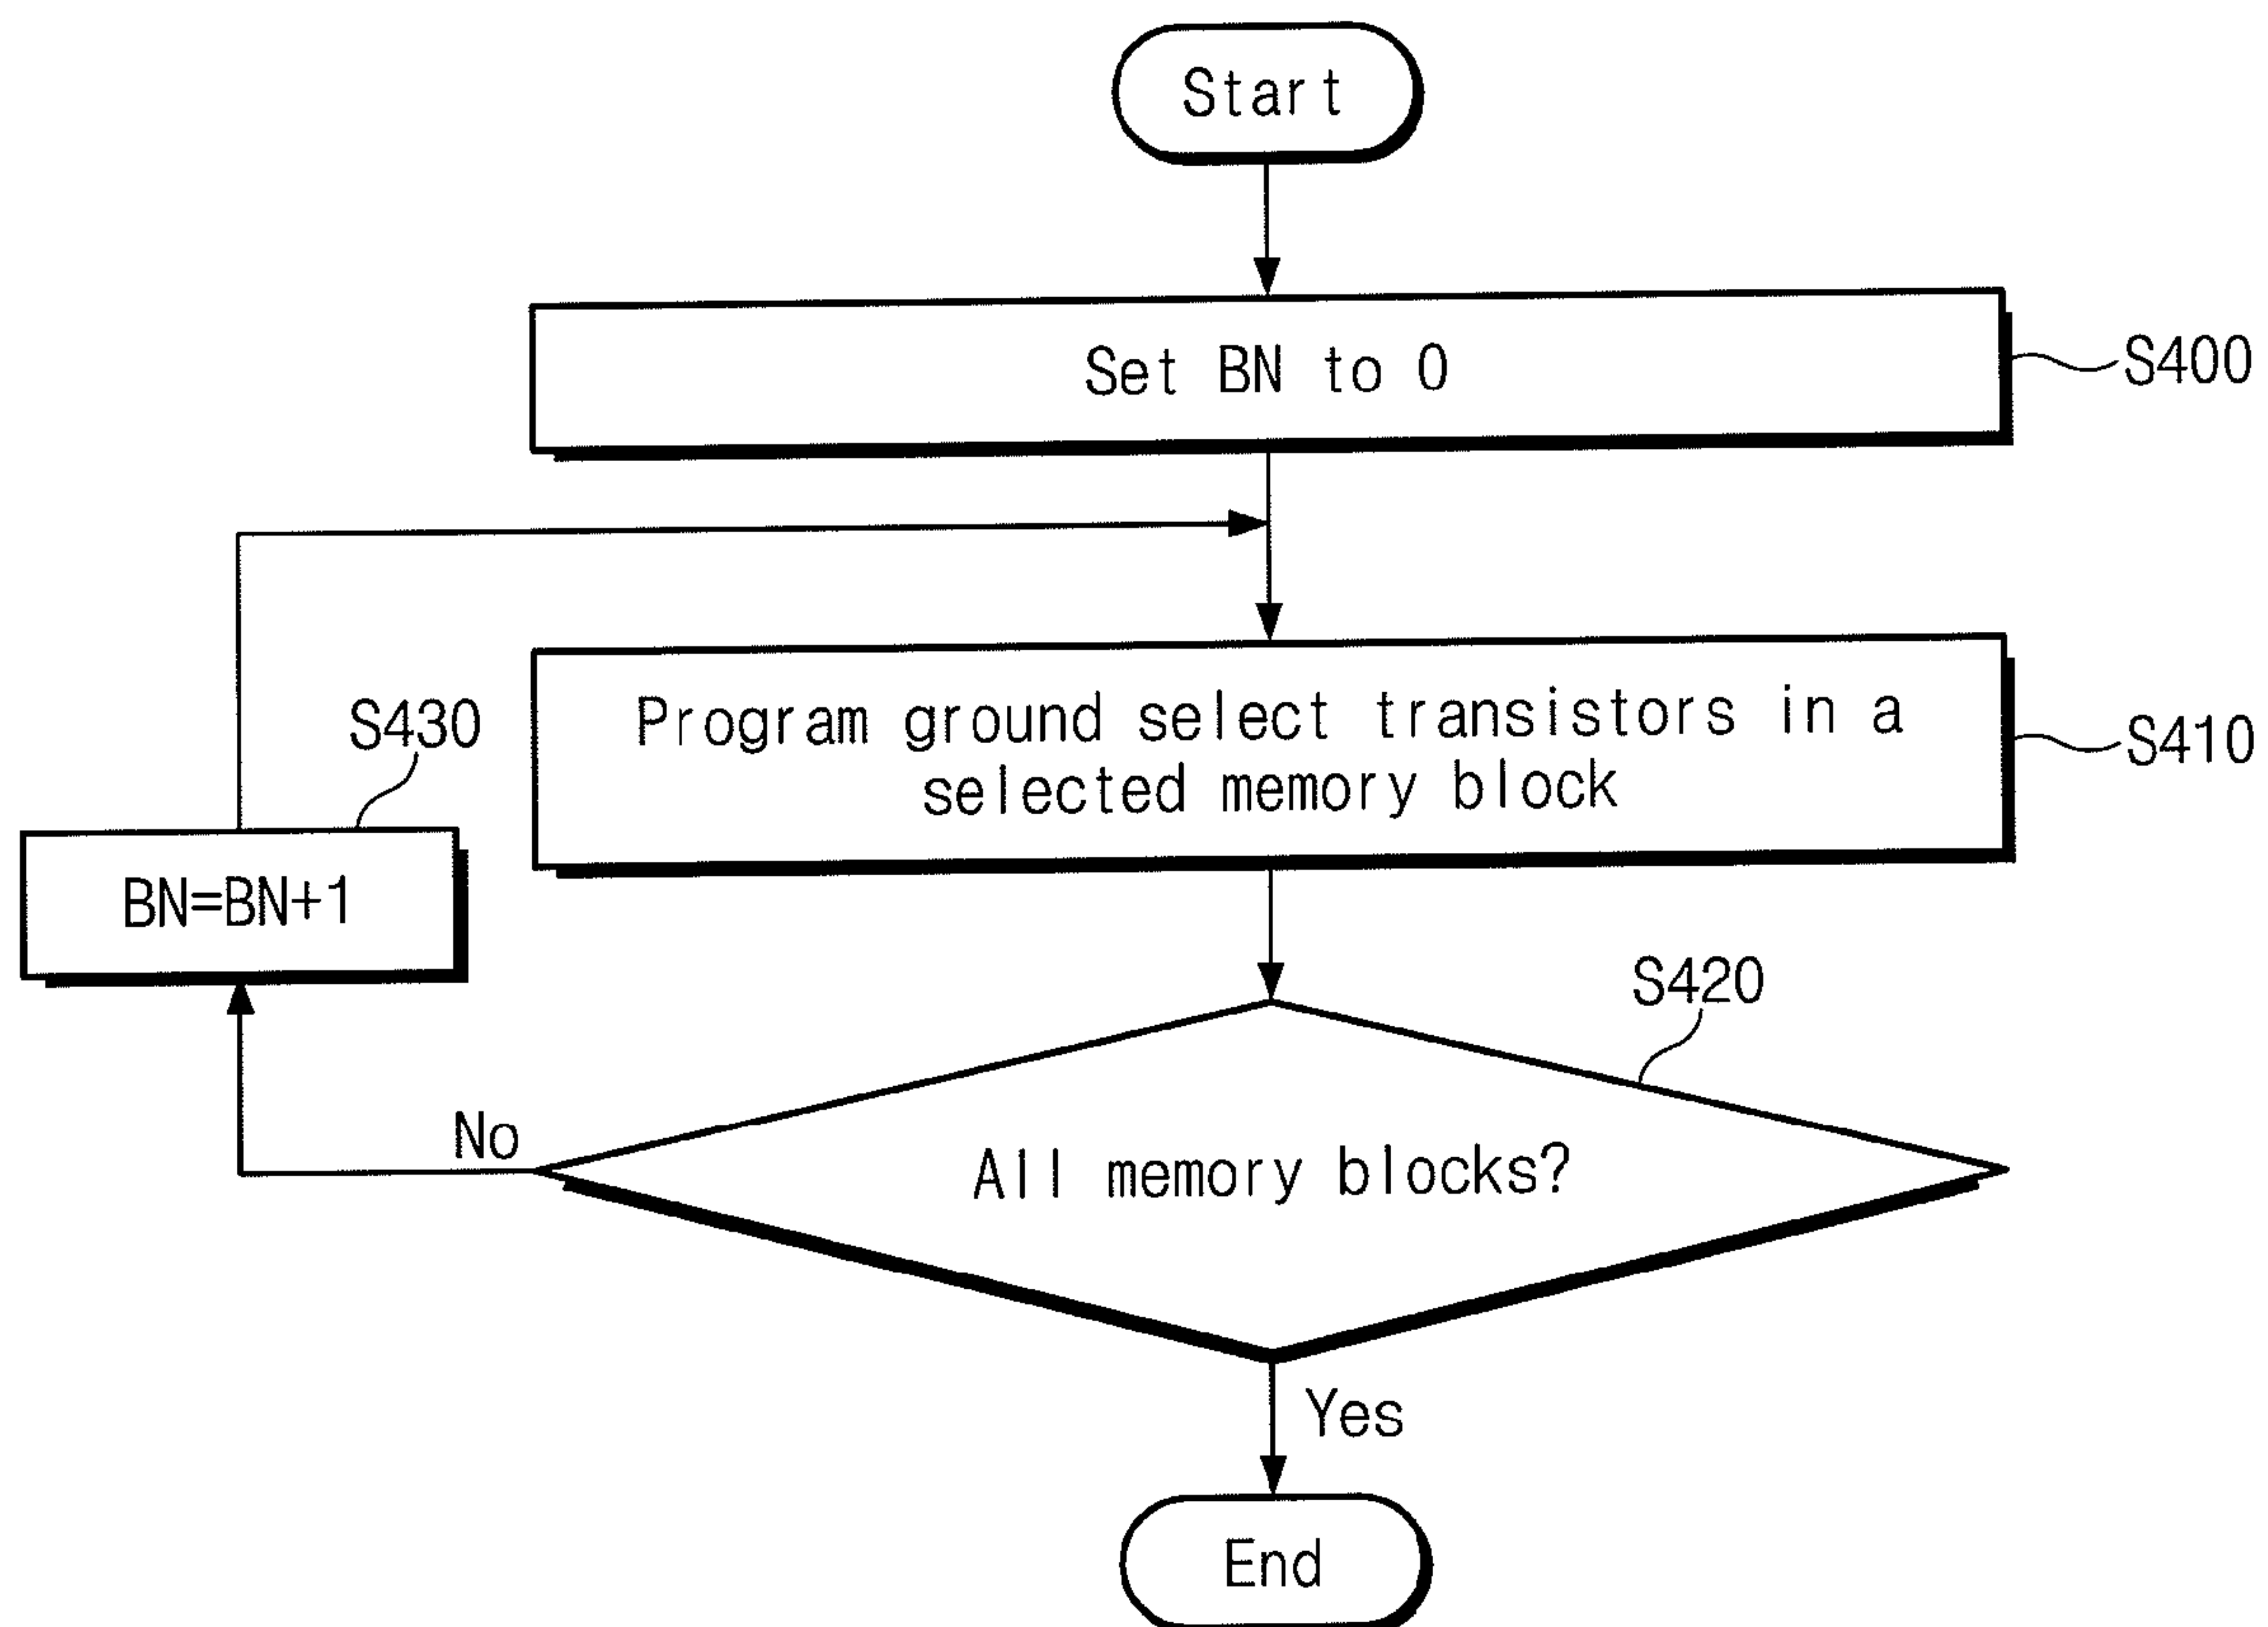 Start
Set BN to 0
S400
Program ground select transistors in a
selected memory block
S410
S430
BN=BN+1
S420
All memory blocks?
No
Yes
End